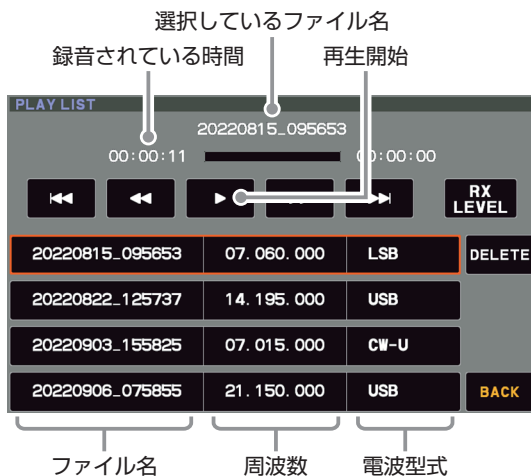 選択しているファイル名
録音されている時間
再生開始
PLAY LIST
20220815_095653
00:00:11
:00:00
RX
LEVEL
20220815_095653 07.060.000 LSB
DELETE
20220822_125737 14.195.000 USB
20220903_155825 07.015.000 CW-U
20220906_075855 21.150.000 USB
BACK
ファイル名
周波数
電波型式